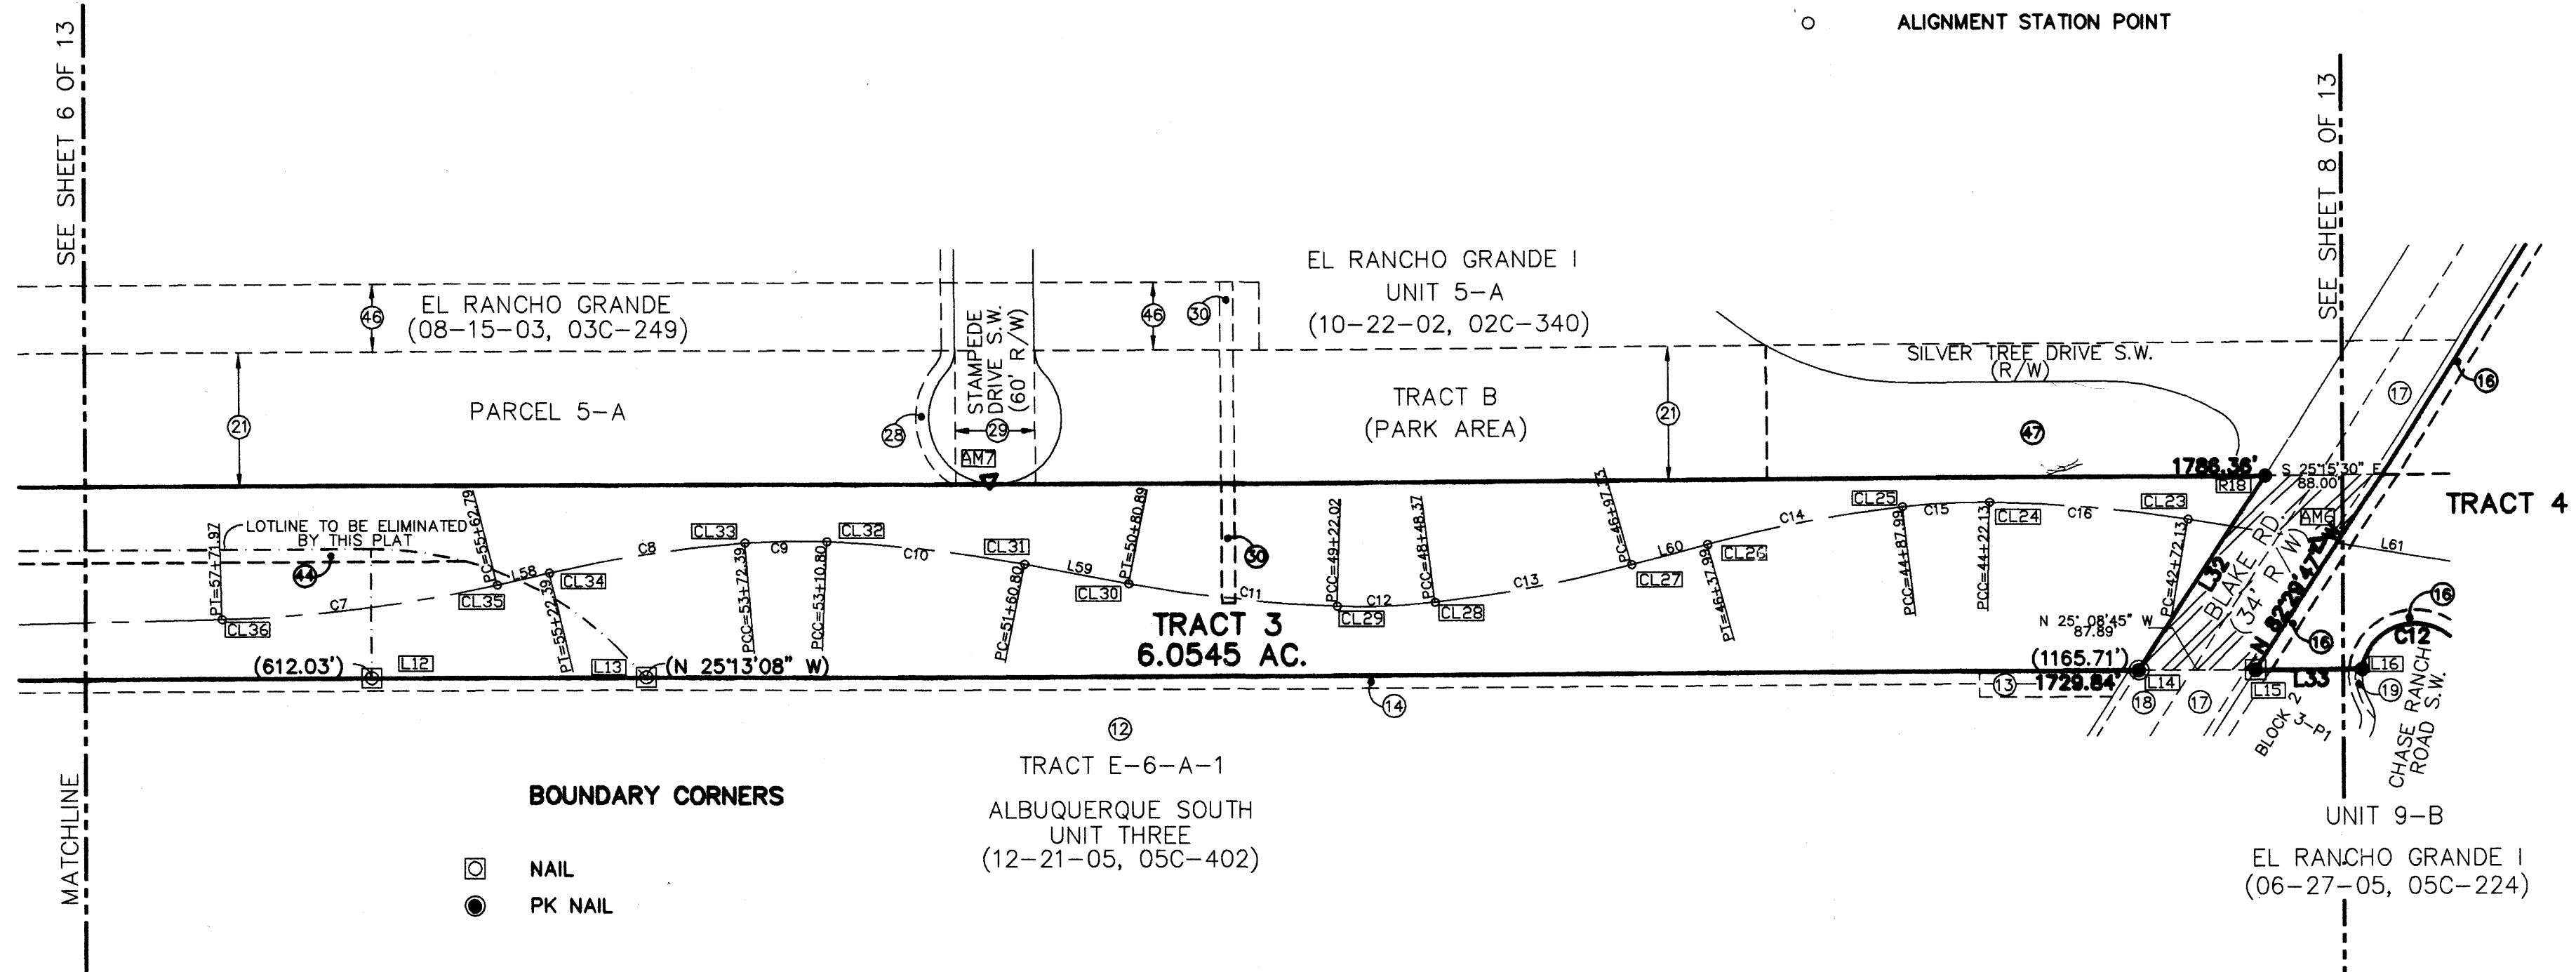 ALIGNMENT STATION POINT
SEE SHEET 6 OF 13
SEE SHEET 8 OF 13
EL RANCHO GRANDE I
UNIT 5-A
(10-22-02, 02C-340)
EL RANCHO GRANDE
(08-15-03, 03C-249)
46
46
30
STAMPEDE
DRIVE S.W.
(60' R/W)
SILVER TREE DRIVE S.W.
(R/W)
PARCEL 5-A
TRACT B
(PARK AREA)
21
28
29
21
47
17
16
AM7
1786.36'
R18
S 25°15'30" E
88.00'
TRACT 4
LOTLINE TO BE ELIMINATED
BY THIS PLAT
44
PT=57+71.97
CL36
C7
PC=55+62.79
CL35
L58
CL34
PT=55+22.39
C8
CL33
PCC=53+72.39
C9
CL32
PCC=53+10.80
C10
CL31
PC=51+60.80
L59
PT=50+80.89
CL30
30
C11
PCC=49+22.02
CL29
C12
PCC=48+48.37
CL28
C13
PC=46+97.33
CL27
L60
CL26
PT=46+37.99
C14
CL25
PCC=44+87.99
C15
CL24
PCC=44+22.13
C16
CL23
PC=42+72.13
AM6
L61
L32
BLAKE RD.
(34' R/W)
N 82°29'47" W
16
16
C12
N 25° 08'45" W
87.89'
TRACT 3
6.0545 AC.
(612.03')
L12
L13
(N 25°13'08" W)
(1165.71')
1729.84'
L14
L15
L33
L16
13
14
18
17
19
12
BLOCK 2
3-P1
CHASE RANCH
ROAD S.W.
TRACT E-6-A-1
ALBUQUERQUE SOUTH
UNIT THREE
(12-21-05, 05C-402)
MATCHLINE
BOUNDARY CORNERS
NAIL
PK NAIL
UNIT 9-B
EL RANCHO GRANDE I
(06-27-05, 05C-224)